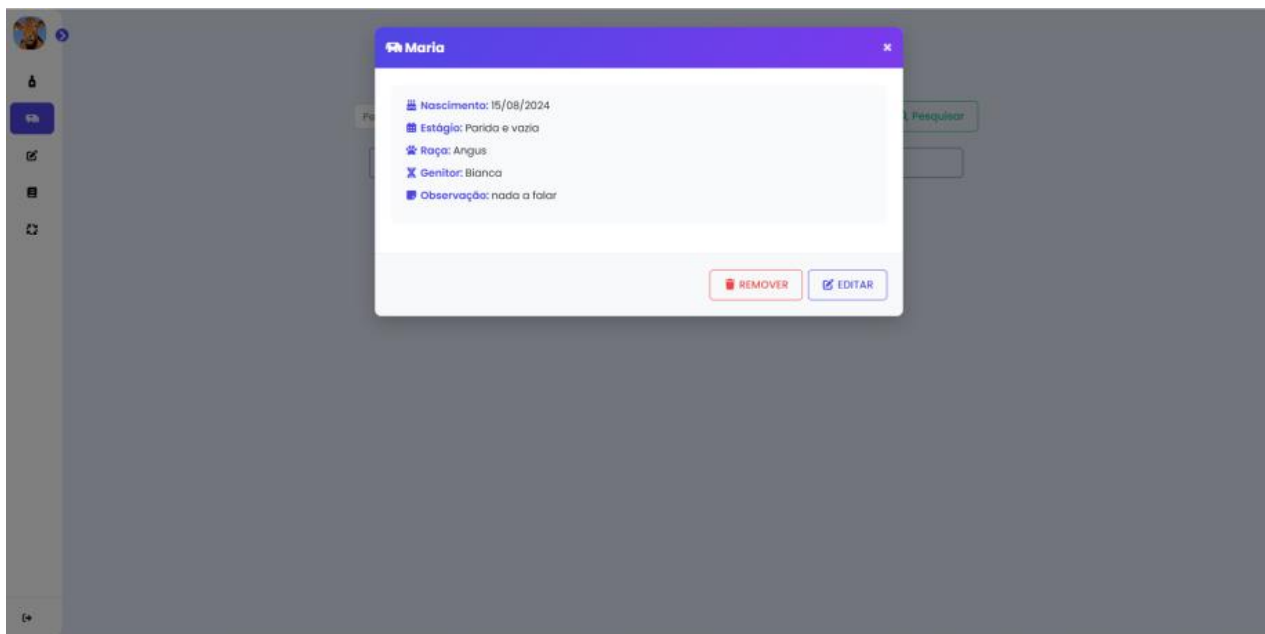 Maria
Nascimento: 15/08/2024
Estágio: Parida e vazia
Raça: Angus
Genitor: Bianca
Observação: nada a falar
Pesquisar
REMOVER
EDITAR